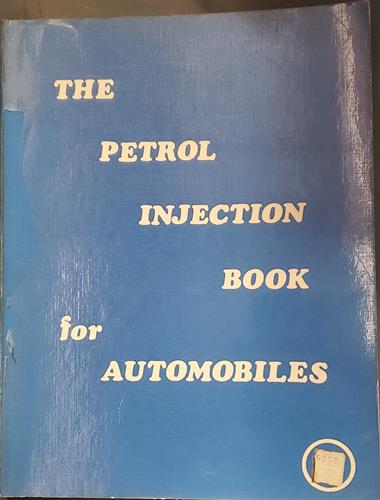 THE
PETROL
INJECTION
BOOK
for
AUTOMOBILES